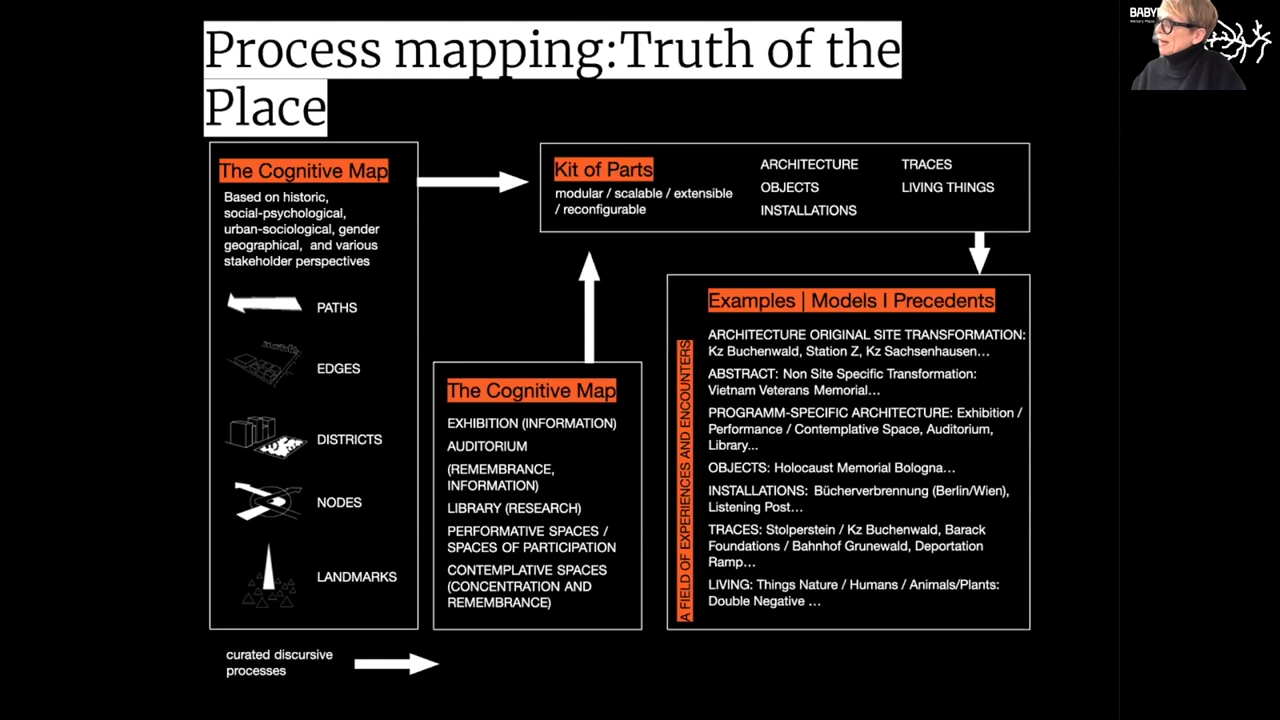 Process mapping:Truth of the
Place
The Cognitive Map
Based on historic,
social-psychological,
urban-sociological, gender
geographical, and various
stakeholder perspectives
PATHS
EDGES
DISTRICTS
NODES
LANDMARKS
curated discursive
processes
Kit of Parts
modular / scalable / extensible
/ reconfigurable
ARCHITECTURE
OBJECTS
INSTALLATIONS
TRACES
LIVING THINGS
The Cognitive Map
EXHIBITION (INFORMATION)
AUDITORIUM
(REMEMBRANCE,
INFORMATION)
LIBRARY (RESEARCH)
PERFORMATIVE SPACES /
SPACES OF PARTICIPATION
CONTEMPLATIVE SPACES
(CONCENTRATION AND
REMEMBRANCE)
A FIELD OF EXPERIENCES AND ENCOUNTERS
Examples | Models I Precedents
ARCHITECTURE ORIGINAL SITE TRANSFORMATION:
Kz Buchenwald, Station Z, Kz Sachsenhausen…
ABSTRACT: Non Site Specific Transformation:
Vietnam Veterans Memorial…
PROGRAMM-SPECIFIC ARCHITECTURE: Exhibition /
Performance / Contemplative Space, Auditorium,
Library...
OBJECTS: Holocaust Memorial Bologna…
INSTALLATIONS: Bücherverbrennung (Berlin/Wien),
Listening Post…
TRACES: Stolperstein / Kz Buchenwald, Barack
Foundations / Bahnhof Grunewald, Deportation
Ramp…
LIVING: Things Nature / Humans / Animals/Plants:
Double Negative …